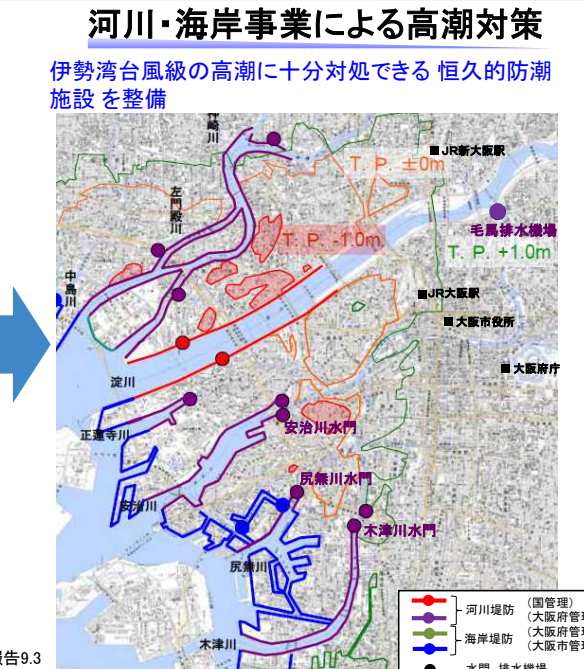 河川・海岸事業による高潮対策
伊勢湾台風級の高潮に十分対処できる 恒久的防潮
施設 を整備
崎川
JR新大阪駅
T. P. ±0m
左門殿川
毛馬排水機場
T. P. -1.0m
T. P. +1.0m
中島川
JR大阪駅
大阪市役所
大阪府庁
淀川
安治川水門
正蓮寺川
尻無川水門
安治川
木津川水門
尻無川
河川堤防
（国管理）
（大阪府管理
（大阪府管理
海岸堤防
（大阪市管理
木津川
報告9.3
水門、排水機場